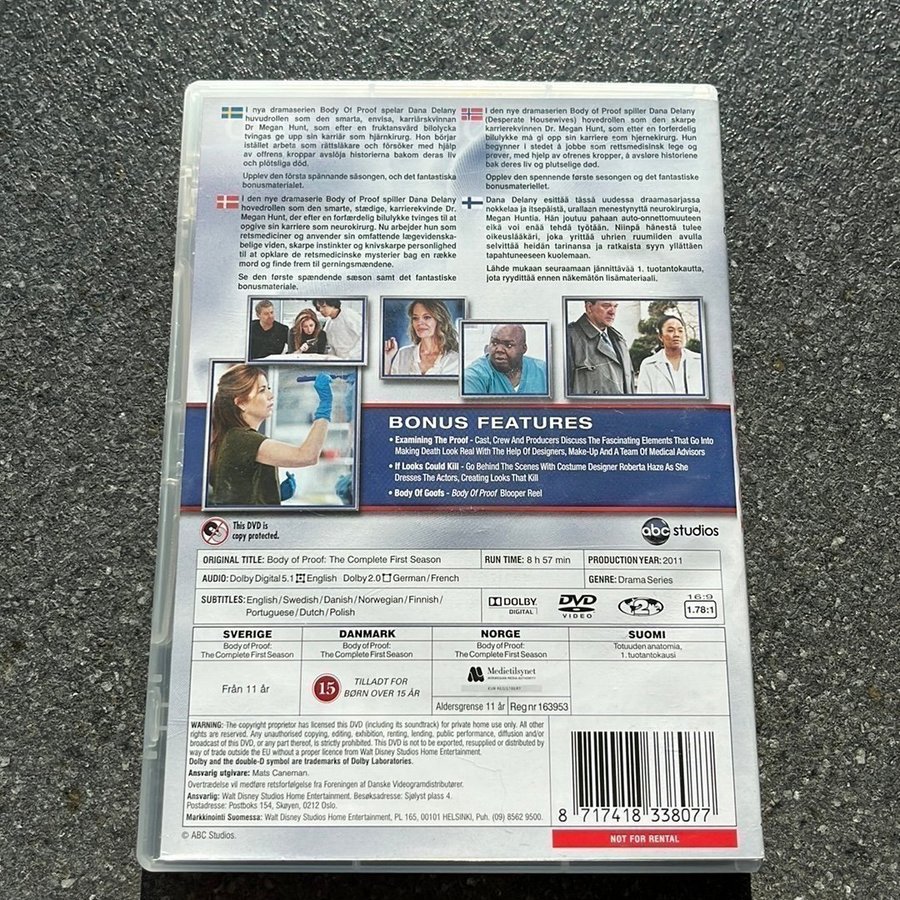 I nya dramaserien Body Of Proof spelar Dana Delany
huvudrollen som den smarta, envisa, karriärskvinnan
Dr Megan Hunt, som efter en fruktansvärd bilolycka
tvingas ge upp sin karriär som hjärnkirurg. Hon börjar
istället arbeta som rättsläkare och försöker med hjälp
av offrens kroppar avslöja historierna bakom deras liv
och plötsliga död.
Upplev den första spännande säsongen, och det fantastiska
bonusmaterialet.
I den nye dramaserien Body of Proof spiller Dana Delany
(Desperate Housewives) hovedrollen som den skarpe
karrierekvinnen Dr. Megan Hunt, som etter en forferdelig
bilulykke må gi opp sin karriere som hjernekirurg. Hun
begynner i stedet å jobbe som rettsmedisinsk lege og
prøver, med hjelp av ofrenes kropper, å avsløre historiene
bak deres liv og plutselige død.
Opplev den spennende første sesongen og det fantastiske
bonusmateriellet.
I den nye dramaserie Body of Proof spiller Dana Delany
hovedrollen som den smarte, stædige, karrierekvinde Dr.
Megan Hunt, der efter en forfærdelig bilulykke tvinges til at
opgive sin karriere som neurokirurg. Nu arbejder hun som
retsmediciner og anvender sin omfattende lægevidenska-
belige viden, skarpe instinkter og knivskarpe personlighed
til at opklare de retsmedicinske mysterier bag en række
mord og finde frem til gerningsmændene.
Se den første spændende sæson samt det fantastiske
bonusmateriale.
Dana Delany esittää tässä uudessa draamasarjassa
nokkelaa ja itsepäistä, urallaan menestynyttä neurokirurgia,
Megan Huntia. Hän joutuu pahaan auto-onnettomuuteen
eikä voi enää tehdä työtään. Niinpä hänestä tulee
oikeuslääkäri, joka yrittää uhrien ruumiiden avulla
selvittää heidän tarinansa ja ratkaista syyn yllättäen
tapahtuneeseen kuolemaan.
Lähde mukaan seuraamaan jännittävää 1. tuotantokautta,
jota ryydittää ennen näkemätön lisämateriaali.
BONUS FEATURES
• Examining The Proof - Cast, Crew And Producers Discuss The Fascinating Elements That Go Into
Making Death Look Real With The Help Of Designers, Make-Up And A Team Of Medical Advisors
• If Looks Could Kill - Go Behind The Scenes With Costume Designer Roberta Haze As She
Dresses The Actors, Creating Looks That Kill
• Body Of Goofs - Body Of Proof Blooper Reel
This DVD is
copy protected.
abc studios
ORIGINAL TITLE: Body of Proof: The Complete First Season
RUN TIME: 8 h 57 min
PRODUCTION YEAR: 2011
AUDIO: Dolby Digital 5.1 English Dolby 2.0 German / French
GENRE: Drama Series
SUBTITLES: English / Swedish / Danish / Norwegian / Finnish /
Portuguese / Dutch / Polish
DOLBY
DIGITAL
DVD
VIDEO
2
16:9
1.78:1
SVERIGE
Body of Proof:
The Complete First Season
DANMARK
Body of Proof:
The Complete First Season
NORGE
Body of Proof:
The Complete First Season
SUOMI
Totuuden anatomia,
1. tuotantokausi
Från 11 år
15
TILLADT FOR
BØRN OVER 15 ÅR
Medietilsynet
NORWEGIAN MEDIA AUTHORITY
KUN REGISTRERT
Aldersgrense 11 år
Reg nr 163953
WARNING: The copyright proprietor has licensed this DVD (including its soundtrack) for private home use only. All other
rights are reserved. Any unauthorised copying, editing, exhibition, renting, lending, public performance, diffusion and/or
broadcast of this DVD, or any part thereof, is strictly prohibited. This DVD is not to be exported, resupplied or distributed by
way of trade outside the EU without a proper licence from Walt Disney Studios Home Entertainment.
Dolby and the double-D symbol are trademarks of Dolby Laboratories.
Ansvarig utgivare: Mats Caneman.
Overtrædelse vil medføre retsforfølgelse fra Foreningen af Danske Videogramdistributører.
Ansvarlig: Walt Disney Studios Home Entertainment. Besøksadresse: Sjølyst plass 4.
Postadresse: Postboks 154, Skøyen, 0212 Oslo.
Markkinointi Suomessa: Walt Disney Studios Home Entertainment, PL 165, 00101 HELSINKI, Puh. (09) 8562 9500.
© ABC Studios.
8 717418 338077
NOT FOR RENTAL